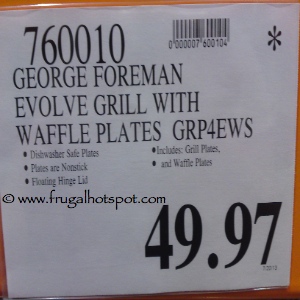 760010
0000007600104
*
GEORGE FOREMAN
EVOLVE GRILL WITH
WAFFLE PLATES GRP4EWS
• Dishwasher Safe Plates
• Plates are Nonstick
• Floating Hinge Lid
• Includes: Grill Plates,
and Waffle Plates
© www.frugalhotspot.com
49.97